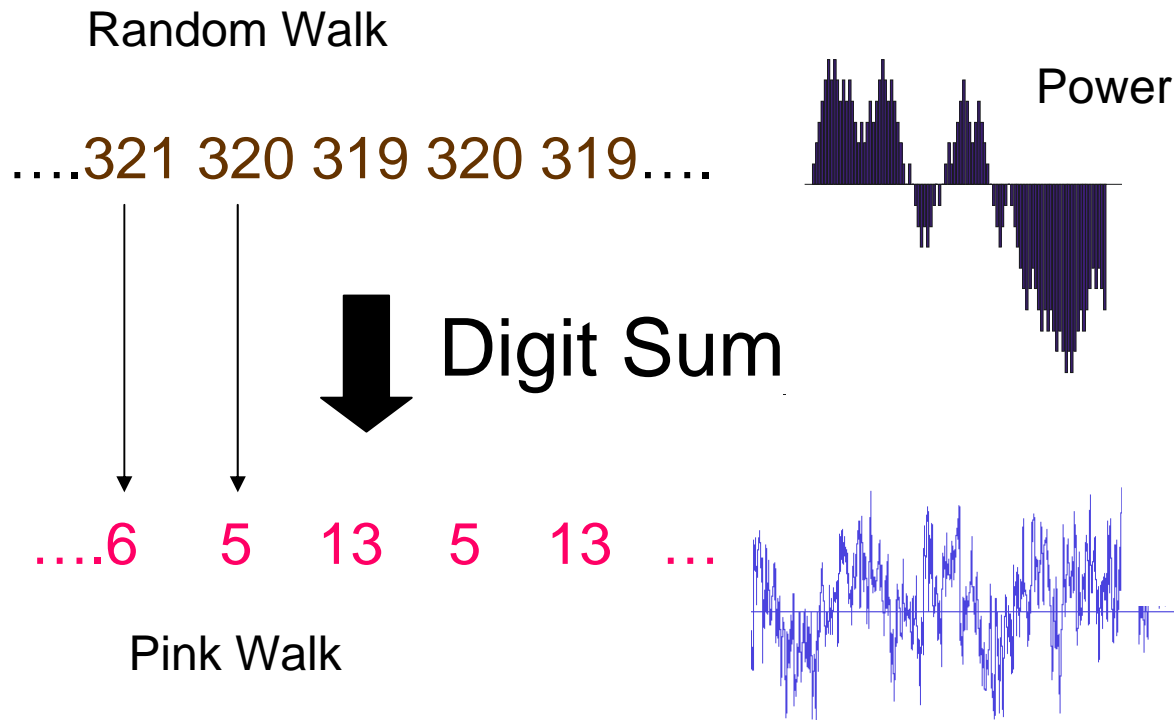 Random Walk
Power
….321 320 319 320 319….
Digit Sum
….6 5 13 5 13 …
Pink Walk